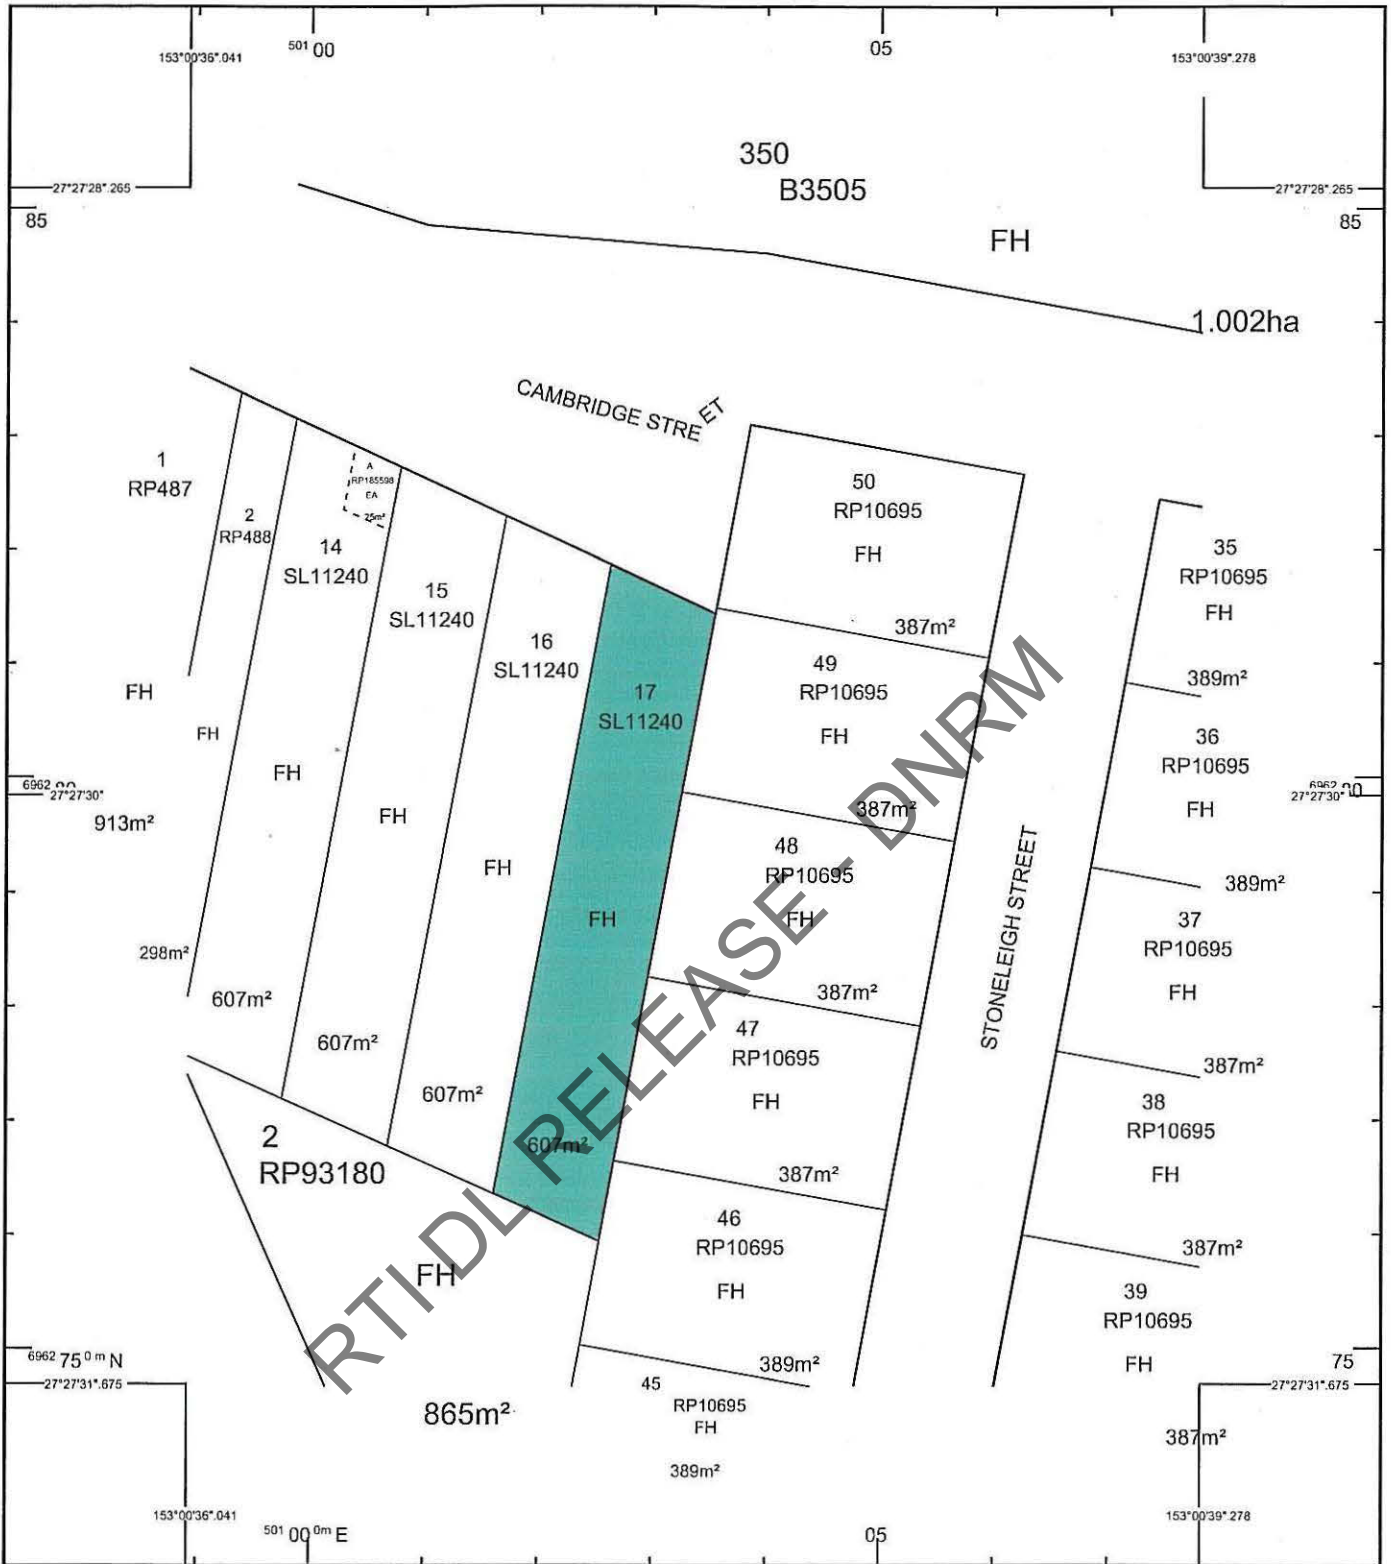 501 00
05
153°00'36".041
153°00'39".278
350
B3505
27°27'28".265
27°27'28".265
85
85
FH
1.002ha
CAMBRIDGE STREET
1
RP487
A
RP185598
EA
25m²
50
RP10695
FH
387m²
2
RP488
14
SL11240
15
SL11240
16
SL11240
17
SL11240
35
RP10695
FH
389m²
49
RP10695
FH
387m²
FH
FH
FH
FH
FH
FH
36
RP10695
FH
389m²
6962 80
27°27'30"
6962 80
27°27'30"
913m²
48
RP10695
FH
387m²
STONELEIGH STREET
37
RP10695
FH
387m²
298m²
607m²
607m²
607m²
607m²
47
RP10695
FH
387m²
38
RP10695
FH
387m²
2
RP93180
FH
865m²
46
RP10695
FH
389m²
39
RP10695
FH
387m²
45
RP10695
FH
389m²
6962 75 0 m N
27°27'31".675
75
27°27'31".675
153°00'36".041
501 00 0m E
05
153°00'39".278
RTI DL RELEASE - DNRM